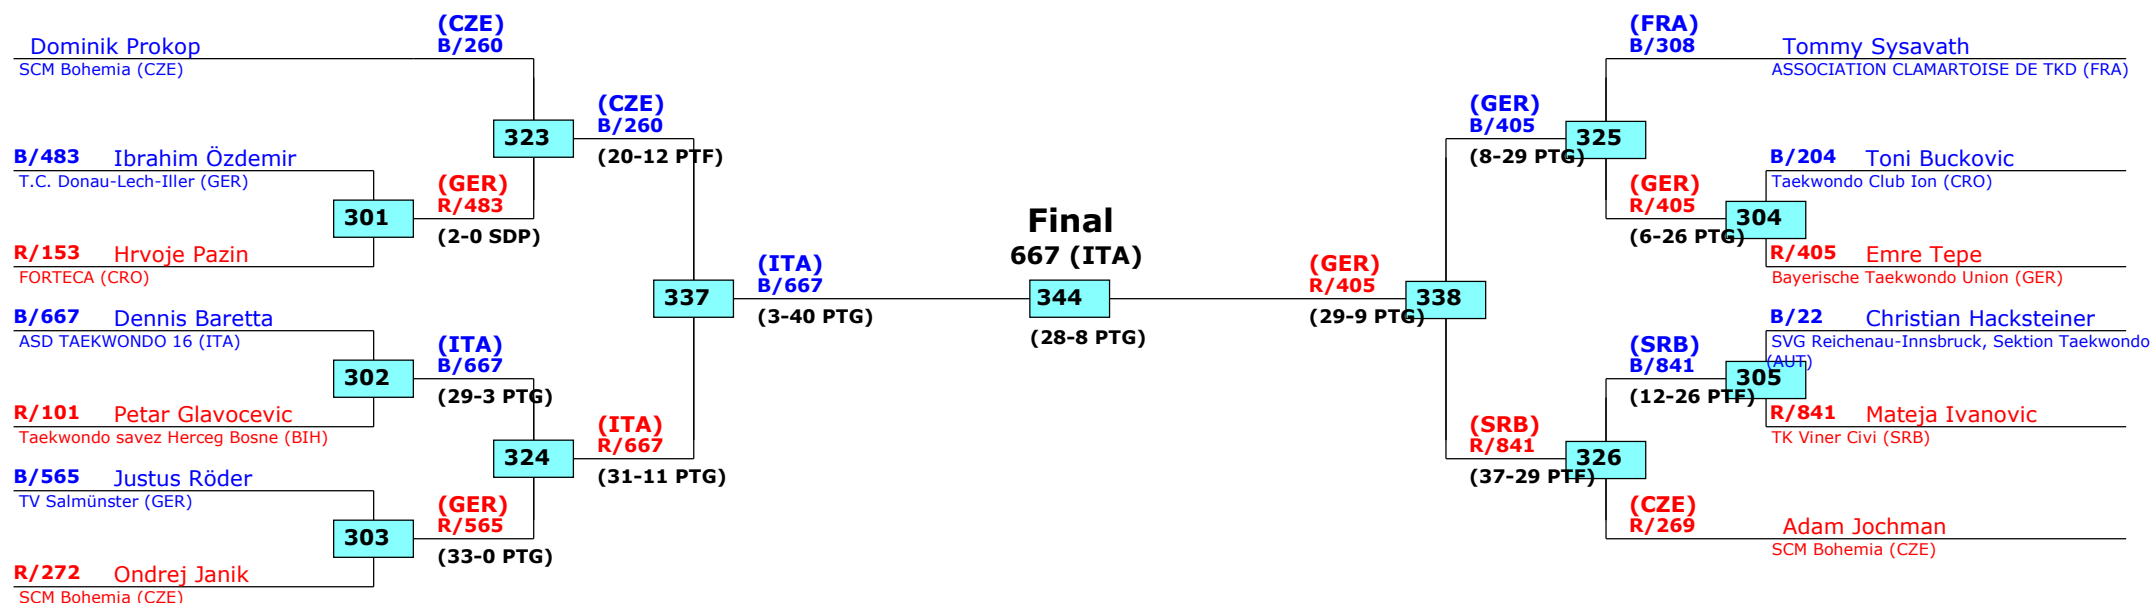 (CZE)
B/260
Dominik Prokop
SCM Bohemia (CZE)
323
(CZE)
B/260
(20-12 PTF)
B/483 Ibrahim Özdemir
T.C. Donau-Lech-Iller (GER)
301
(GER)
R/483
(2-0 SDP)
R/153 Hrvoje Pazin
FORTECA (CRO)
337
(ITA)
B/667
(3-40 PTG)
B/667 Dennis Baretta
ASD TAEKWONDO 16 (ITA)
302
(ITA)
B/667
(29-3 PTG)
R/101 Petar Glavocevic
Taekwondo savez Herceg Bosne (BIH)
324
(ITA)
R/667
(31-11 PTG)
B/565 Justus Röder
TV Salmünster (GER)
303
(GER)
R/565
(33-0 PTG)
R/272 Ondrej Janik
SCM Bohemia (CZE)
Final
667 (ITA)
344
(28-8 PTG)
(FRA)
B/308
Tommy Sysavath
ASSOCIATION CLAMARTOISE DE TKD (FRA)
(GER)
B/405
(8-29 PTG)
325
B/204 Toni Buckovic
Taekwondo Club Ion (CRO)
(GER)
R/405
(6-26 PTG)
304
R/405 Emre Tepe
Bayerische Taekwondo Union (GER)
(GER)
R/405
(29-9 PTG)
338
B/22 Christian Hacksteiner
SVG Reichenau-Innsbruck, Sektion Taekwondo
(AUT)
(SRB)
B/841
(12-26 PTF)
305
R/841 Mateja Ivanovic
TK Viner Civi (SRB)
(SRB)
R/841
(37-29 PTF)
326
(CZE)
R/269
Adam Jochman
SCM Bohemia (CZE)